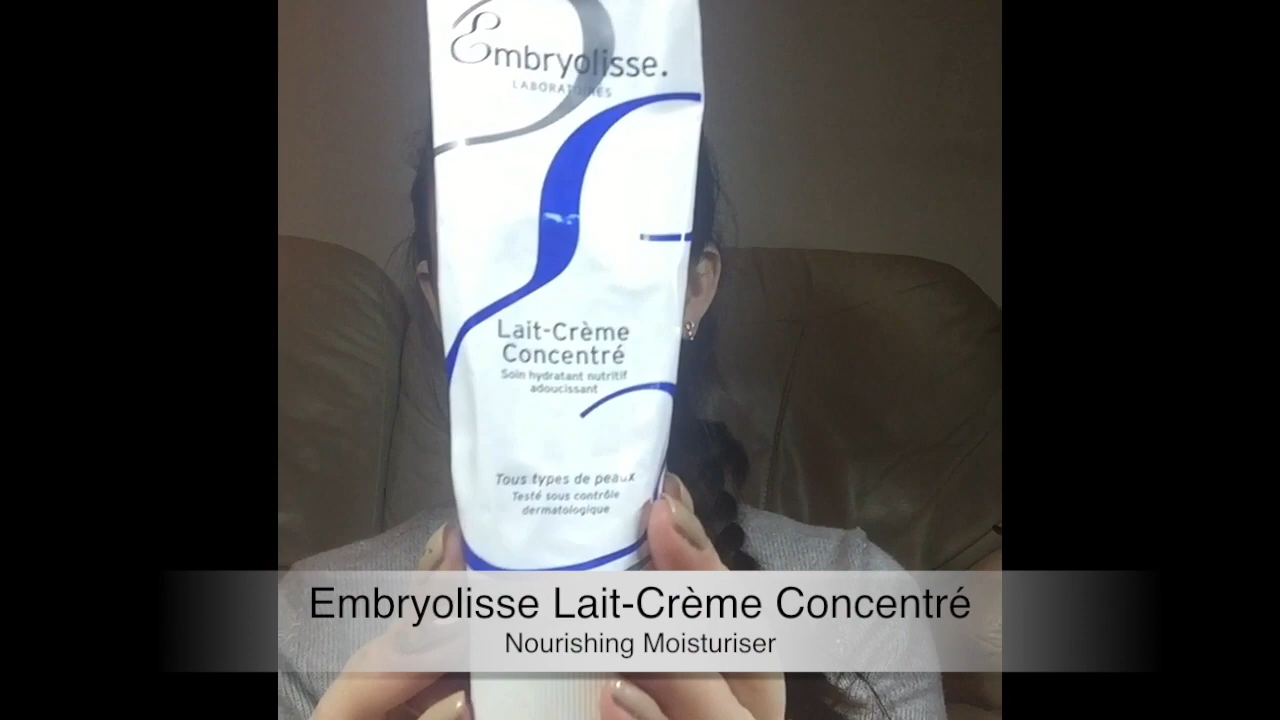 Embryolisse.
LABORATOIRES
Lait-Crème
Concentré
Soin hydratant nutritif
adoucissant
Tous types de peaux
Testé sous contrôle
dermatologique
Embryolisse Lait-Crème Concentré
Nourishing Moisturiser